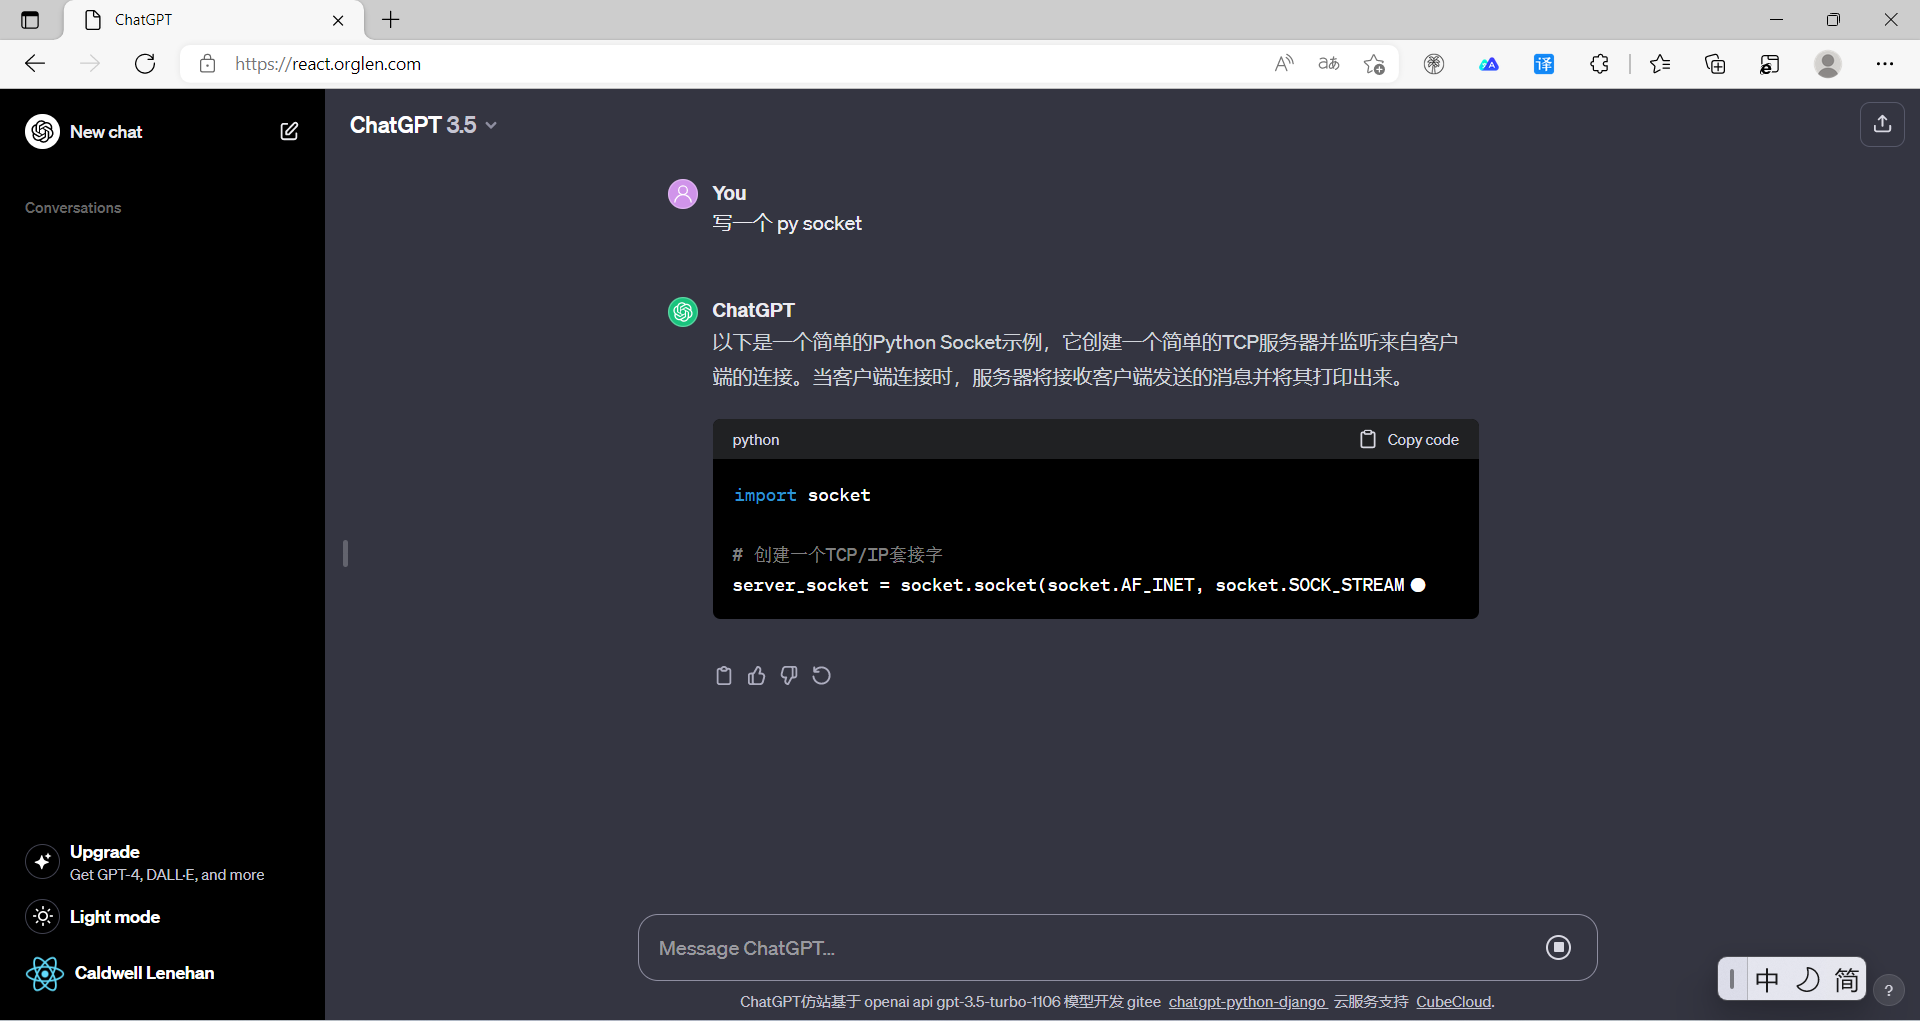 ChatGPT
https://react.orglen.com
aあ
译
New chat
ChatGPT 3.5
Conversations
You
写一个 py socket
ChatGPT
以下是一个简单的Python Socket示例，它创建一个简单的TCP服务器并监听来自客户
端的连接。当客户端连接时，服务器将接收客户端发送的消息并将其打印出来。
python
Copy code
import socket
# 创建一个TCP/IP套接字
server_socket = socket.socket(socket.AF_INET, socket.SOCK_STREAM
Upgrade
Get GPT-4, DALL·E, and more
Light mode
Caldwell Lenehan
Message ChatGPT...
ChatGPT仿站基于 openai api gpt-3.5-turbo-1106 模型开发 gitee chatgpt-python-django 云服务支持 CubeCloud.
中 简
?